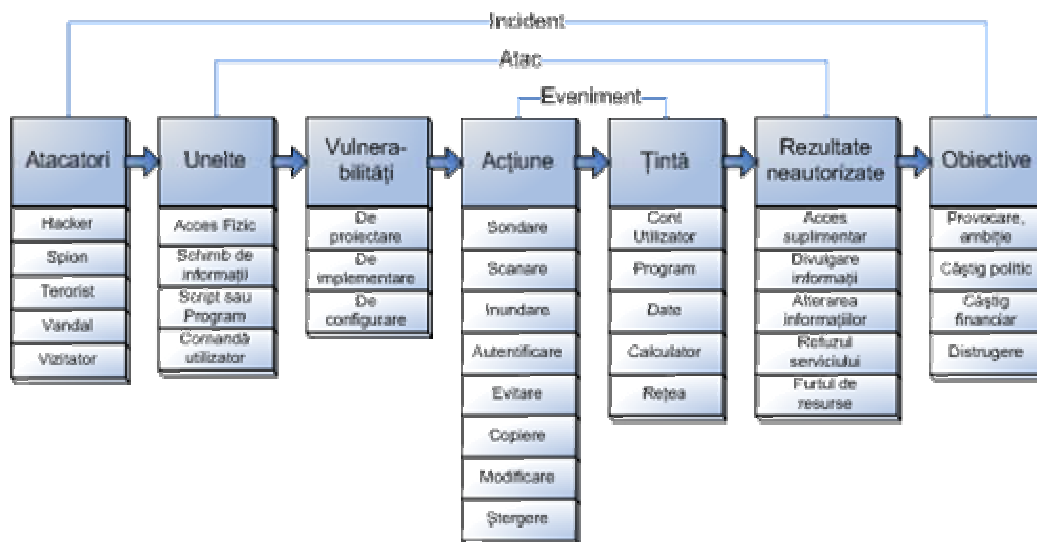 Incident
Atac
Eveniment
Atacatori
Unelte
Vulnera-
bilități
Acțiune
Țintă
Rezultate
neautorizate
Obiective
Hacker
Spion
Terorist
Vandal
Vizitator
Acces Fizic
Schimb de
informații
Script sau
Program
Comandă
utilizator
De
proiectare
De
implementare
De
configurare
Sondare
Scanare
Inundare
Autentificare
Evitare
Copiere
Modificare
Ștergere
Cont
Utilizator
Program
Date
Calculator
Rețea
Acces
suplimentar
Divulgare
informații
Alterarea
informațiilor
Refuzul
serviciului
Furtul de
resurse
Provocare,
ambiție
Câștig politic
Câștig
financiar
Distrugere